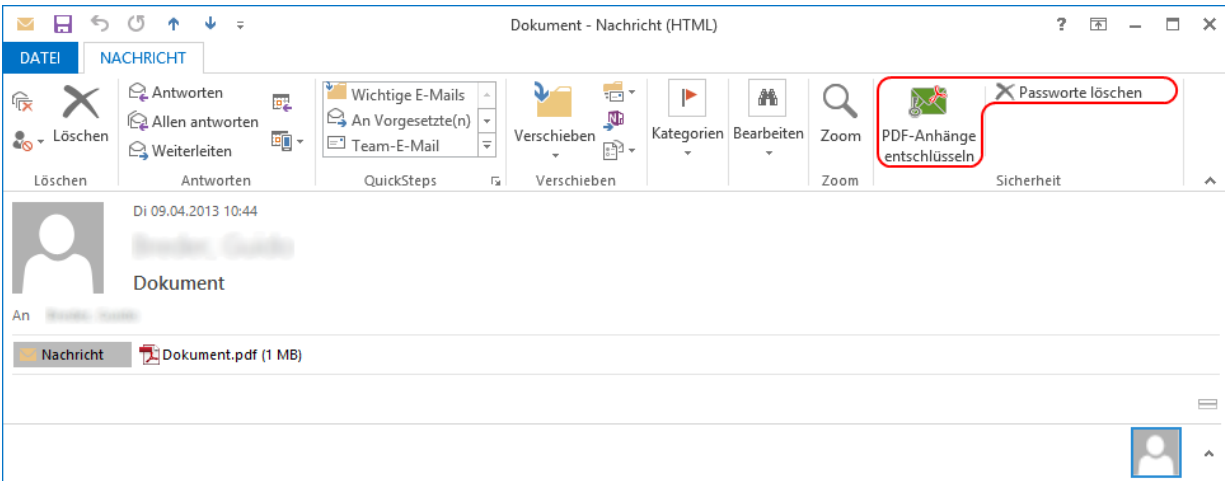 Dokument - Nachricht (HTML)
?
DATEI NACHRICHT
Löschen
Antworten
Allen antworten
Weiterleiten
Wichtige E-Mails
An Vorgesetzte(n)
Team-E-Mail
Verschieben
Kategorien
Bearbeiten
Zoom
PDF-Anhänge
entschlüsseln
Passworte löschen
Löschen Antworten QuickSteps Verschieben Zoom Sicherheit
Di 09.04.2013 10:44
Dokument
An
Nachricht Dokument.pdf (1 MB)